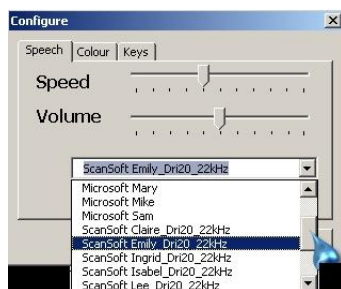 Configure
Speech Colour Keys
Speed
Volume
ScanSoft Emily_Dri20_22kHz
Microsoft Mary
Microsoft Mike
Microsoft Sam
ScanSoft Claire_Dri20_22kHz
ScanSoft Emily_Dri20_22kHz
ScanSoft Ingrid_Dri20_22kHz
ScanSoft Isabel_Dri20_22kHz
ScanSoft Lee_Dri20_22kHz